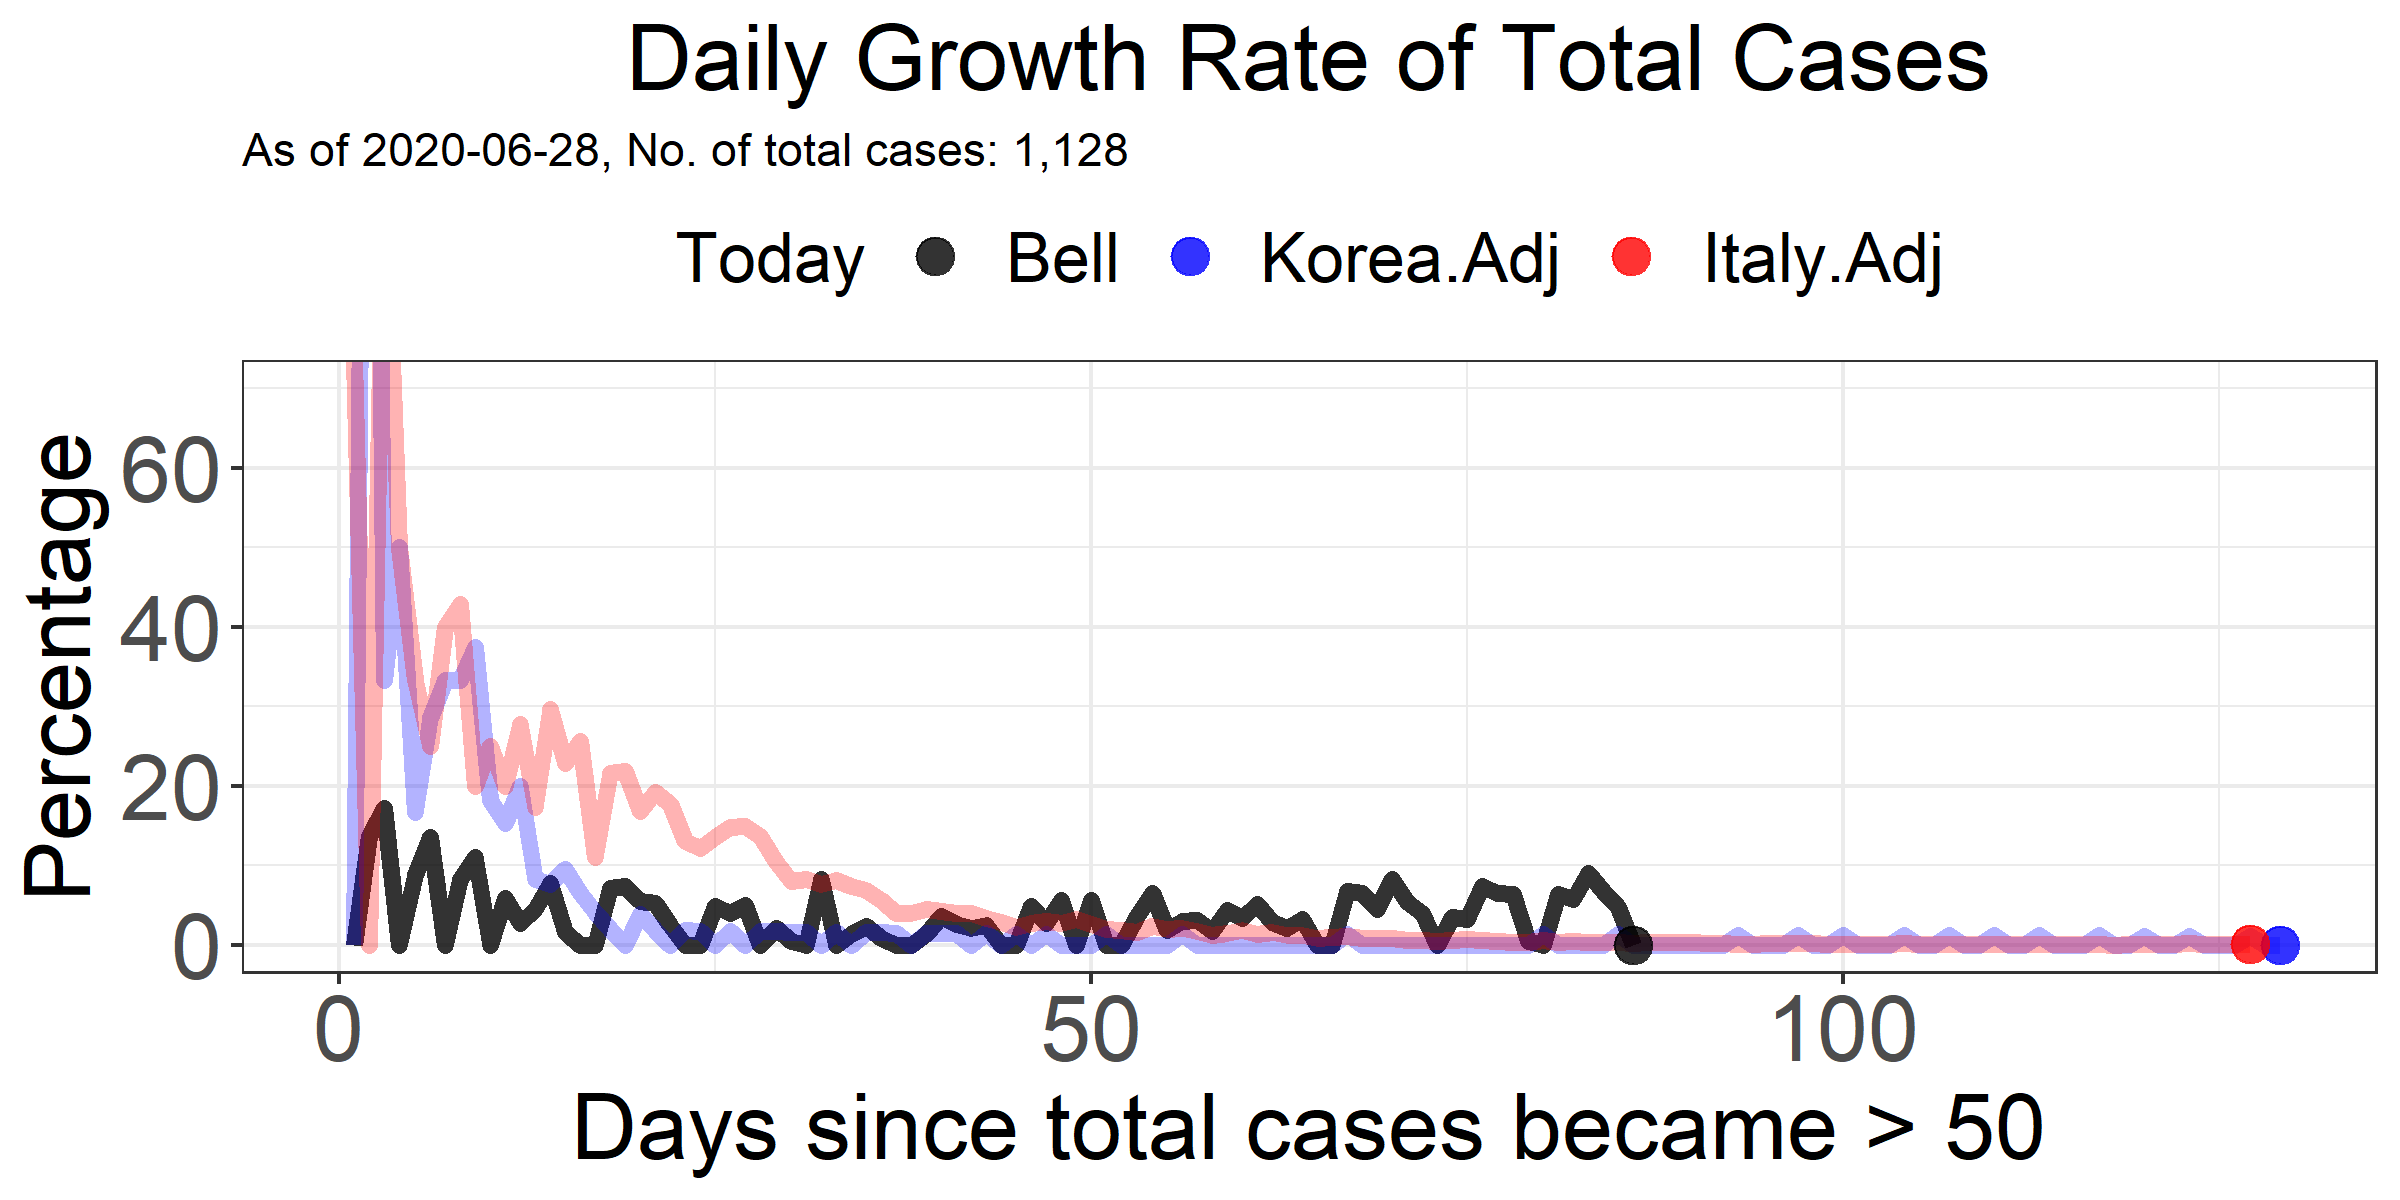 Daily Growth Rate of Total Cases
As of 2020-06-28, No. of total cases: 1,128
Today Bell Korea.Adj Italy.Adj
Percentage
60
40
20
0
0 50 100
Days since total cases became > 50